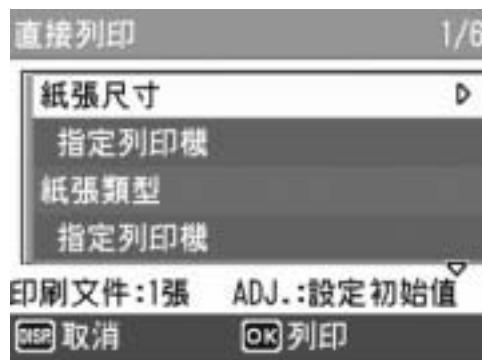 直接列印 1/6
紙張尺寸
指定列印機
紙張類型
指定列印機
印刷文件:1張 ADJ.:設定初始值
DISP. 取消 OK 列印